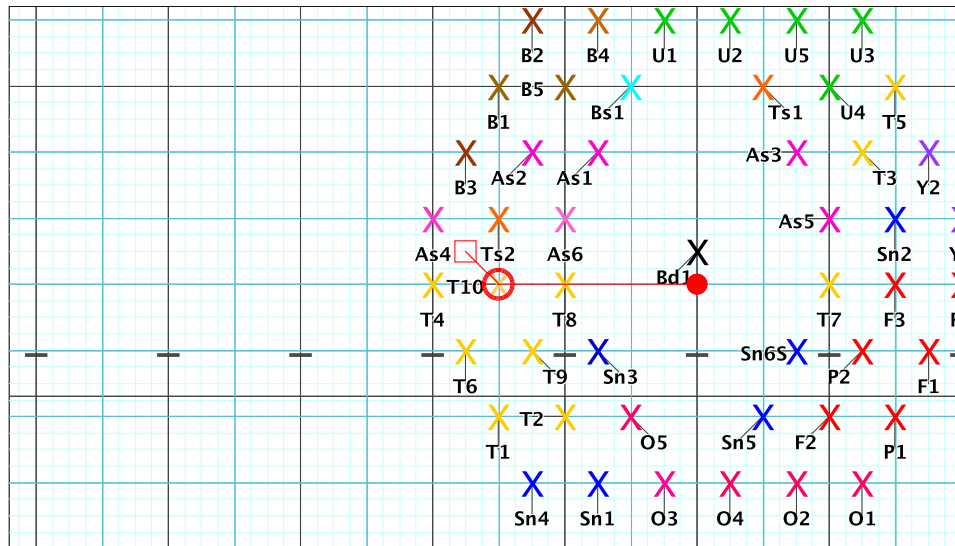 B2 B4 U1 U2 U5 U3
B1 B5 Bs1 Ts1 U4 T5
B3 As2 As1 As3 T3 Y2
As4 Ts2 As6 Bd1 As5 Sn2
T4 T10 T8 T7 F3
T6 T9 Sn3 Sn6S P2 F1
T1 T2 O5 Sn5 F2 P1
Sn4 Sn1 O3 O4 O2 O1